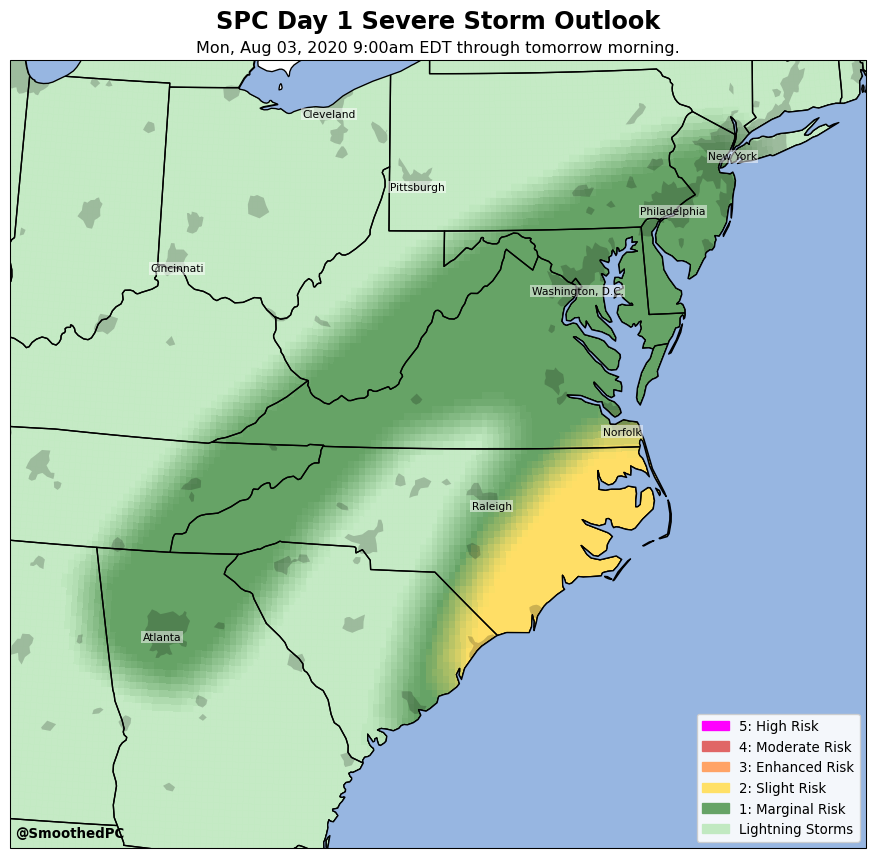 SPC Day 1 Severe Storm Outlook
Mon, Aug 03, 2020 9:00am EDT through tomorrow morning.
Cleveland
New York
Pittsburgh
Philadelphia
Cincinnati
Washington, D.C.
Norfolk
Raleigh
Atlanta
5: High Risk
4: Moderate Risk
3: Enhanced Risk
2: Slight Risk
1: Marginal Risk
Lightning Storms
@SmoothedPC